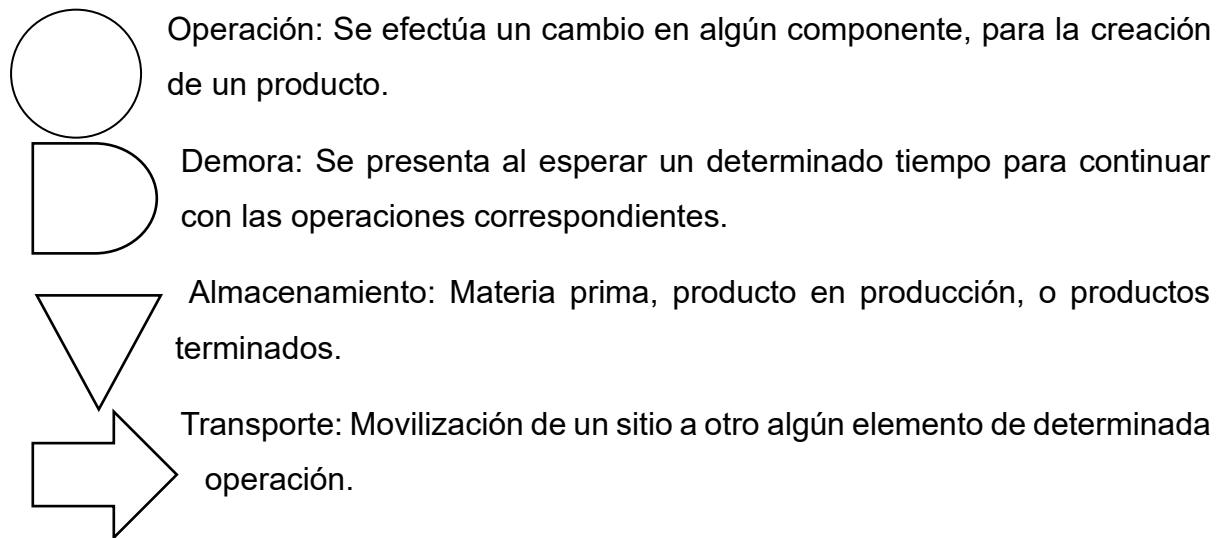 Operación: Se efectúa un cambio en algún componente, para la creación
de un producto.
Demora: Se presenta al esperar un determinado tiempo para continuar
con las operaciones correspondientes.
Almacenamiento: Materia prima, producto en producción, o productos
terminados.
Transporte: Movilización de un sitio a otro algún elemento de determinada
operación.